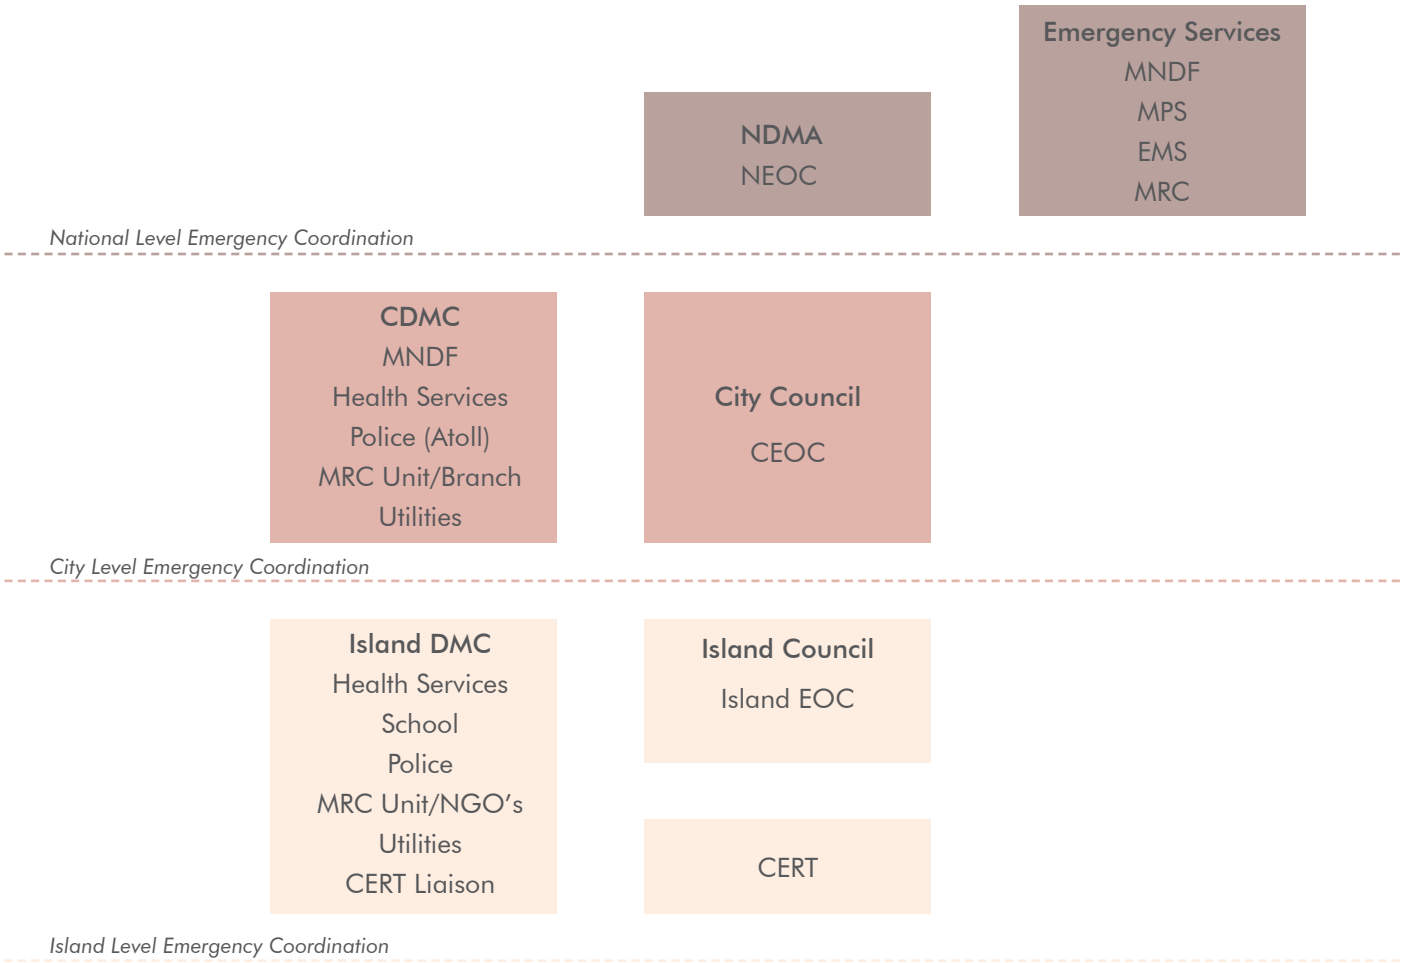 Emergency Services
MNDF
MPS
EMS
MRC
NDMA
NEOC
National Level Emergency Coordination
CDMC
MNDF
Health Services
Police (Atoll)
MRC Unit/Branch
Utilities
City Council
CEOC
City Level Emergency Coordination
Island DMC
Health Services
School
Police
MRC Unit/NGO’s
Utilities
CERT Liaison
Island Council
Island EOC
CERT
Island Level Emergency Coordination